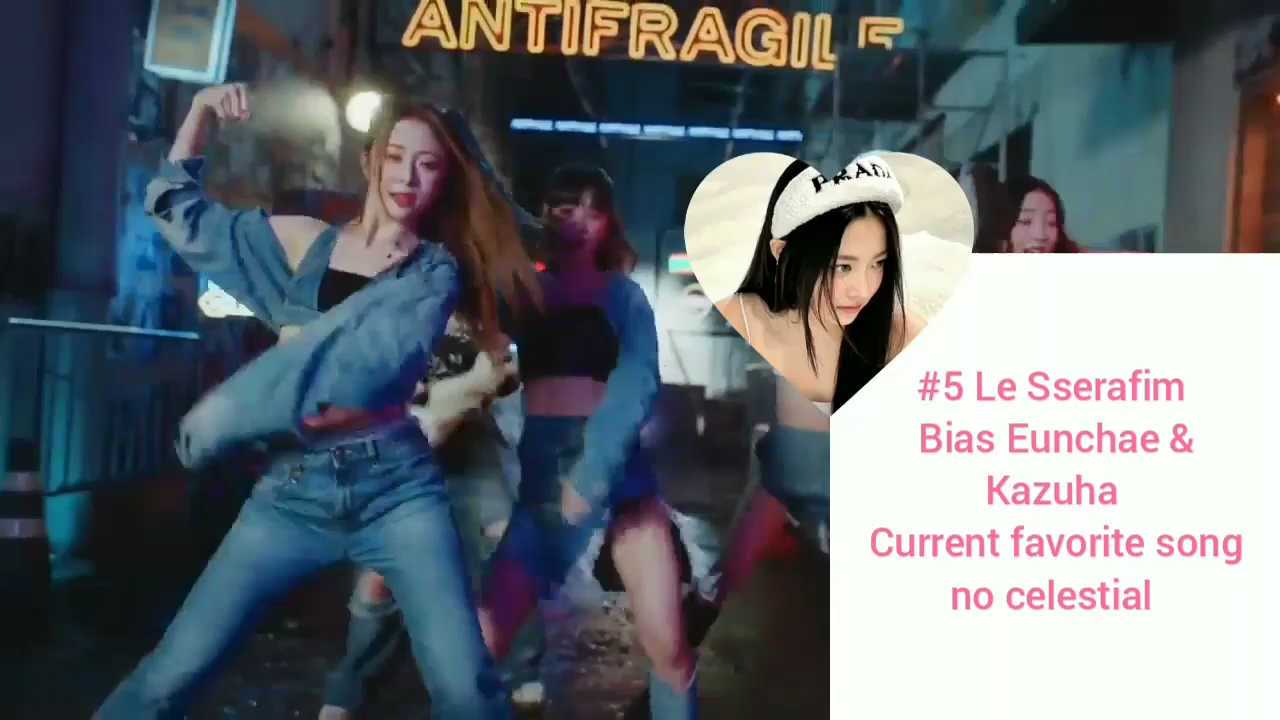 ANTIFRAGILE
PRADA
#5 Le Sserafim
Bias Eunchae &
Kazuha
Current favorite song
no celestial